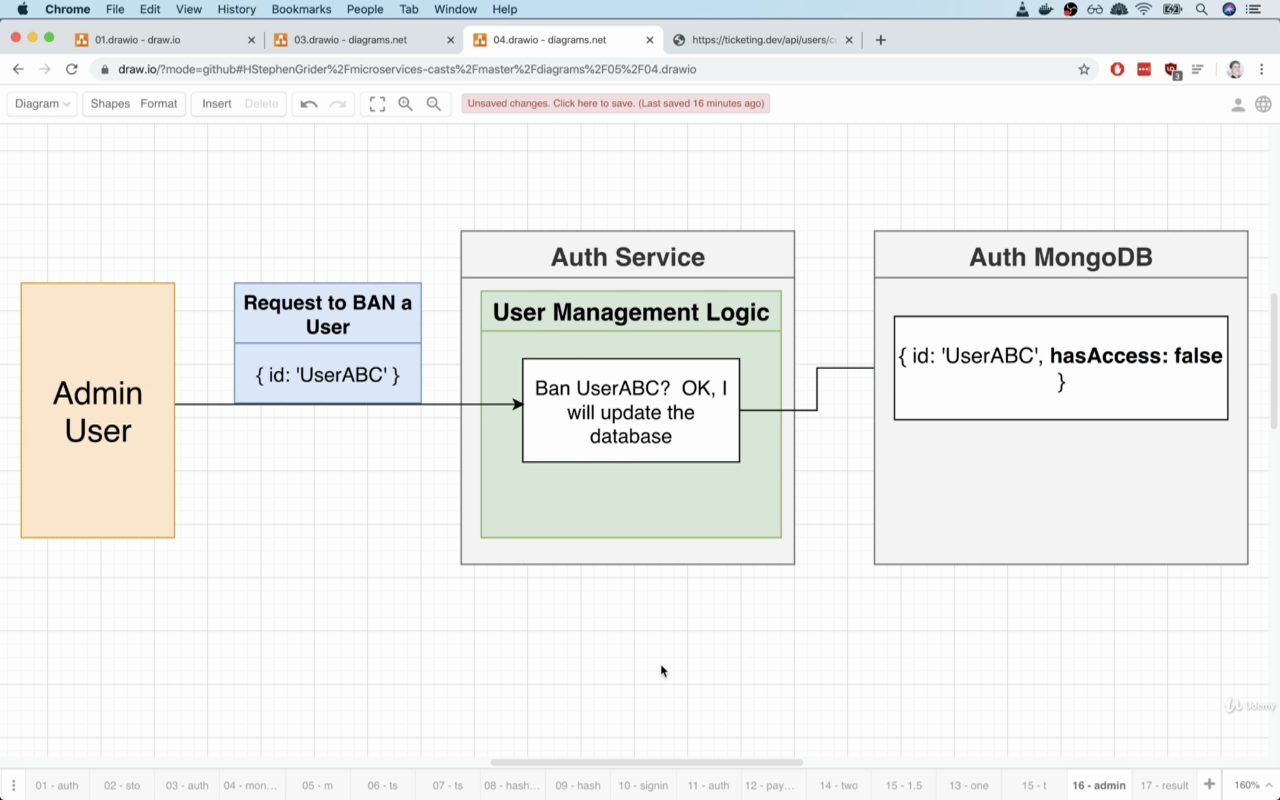 Chrome File Edit View History Bookmarks People Tab Window Help
01.drawio - draw.io
03.drawio - diagrams.net
04.drawio - diagrams.net
https://ticketing.dev/api/users/c
draw.io/?mode=github#HStephenGrider%2Fmicroservices-casts%2Fmaster%2Fdiagrams%2F05%2F04.drawio
Diagram Shapes Format Insert Delete
Unsaved changes. Click here to save. (Last saved 16 minutes ago)
Admin
User
Request to BAN a
User
{ id: 'UserABC' }
Auth Service
User Management Logic
Ban UserABC? OK, I
will update the
database
Auth MongoDB
{ id: 'UserABC', hasAccess: false
}
Udemy
01 - auth 02 - sto 03 - auth 04 - mon... 05 - m 06 - ts 07 - ts 08 - hash... 09 - hash 10 - signin 11 - auth 12 - pay... 14 - two 15 - 1.5 13 - one 15 - t 16 - admin 17 - result 160%